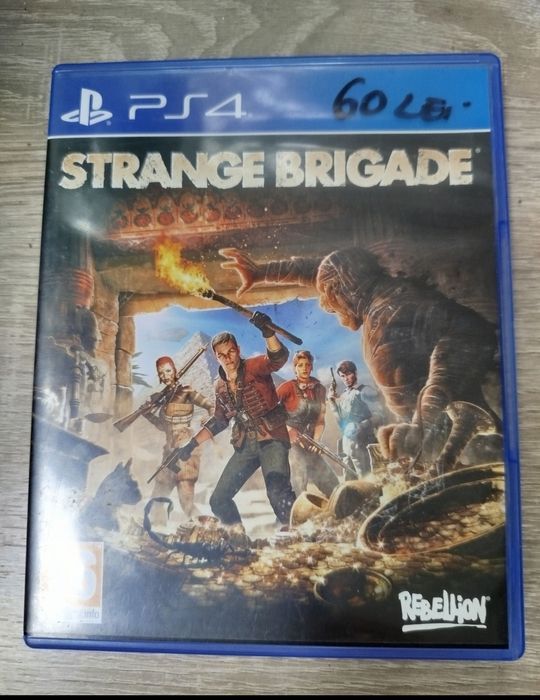 PS4
60 LEI
STRANGE BRIGADE
REBELLION